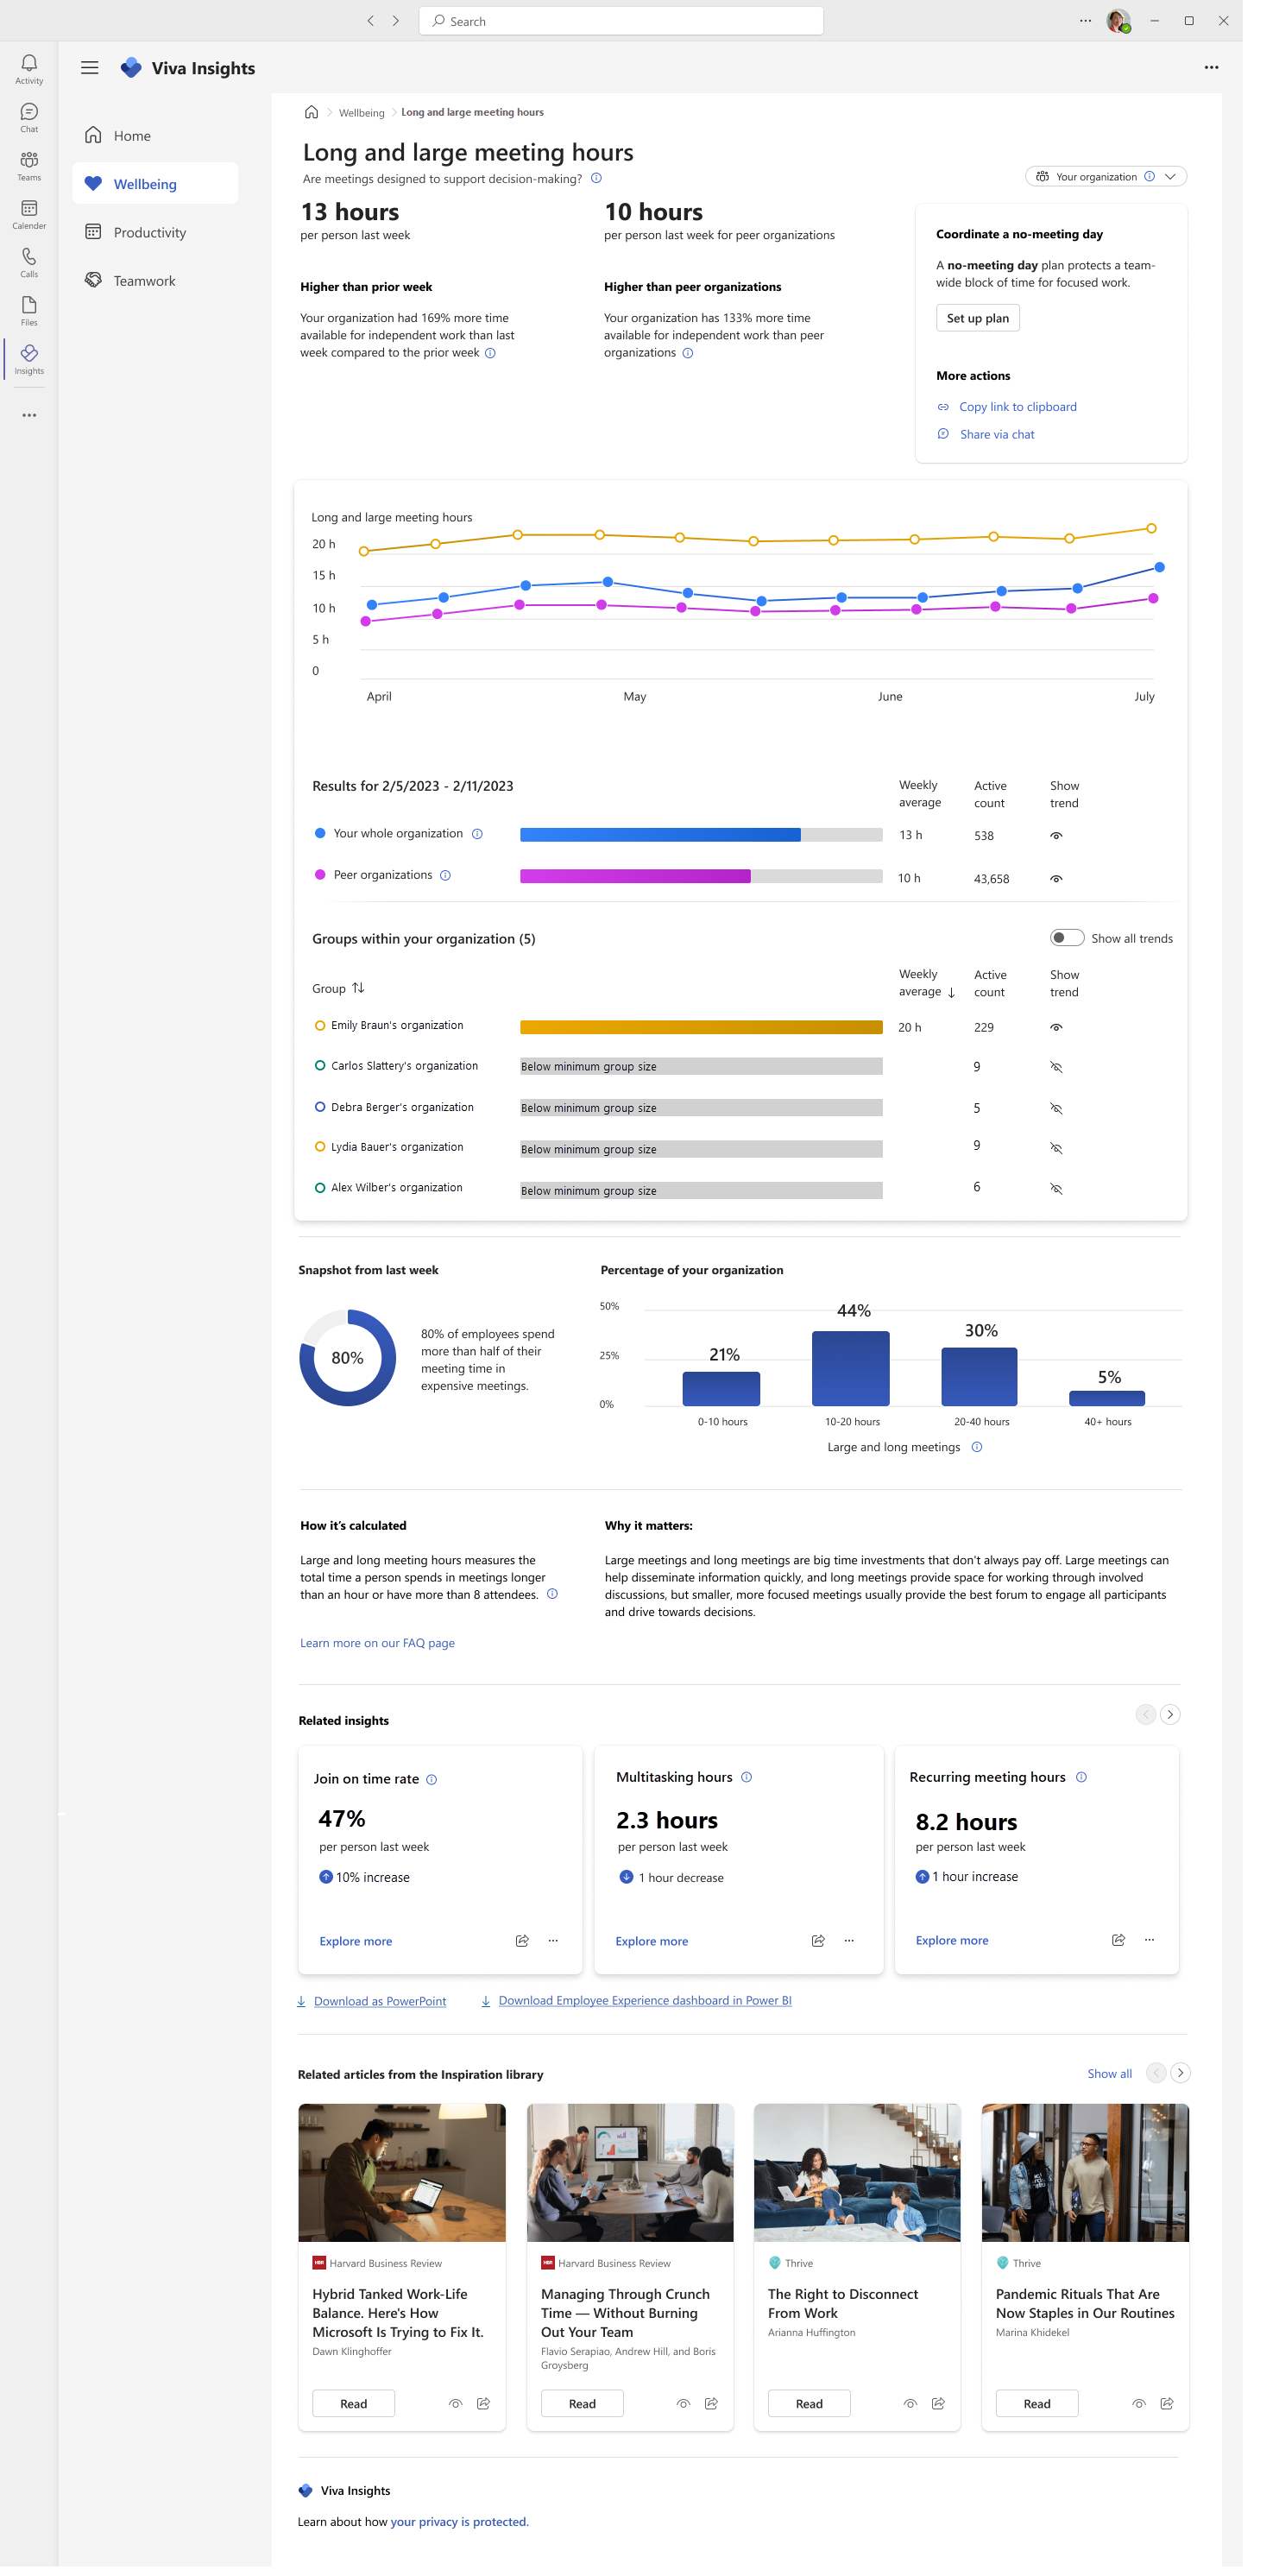 Search
Activity
Chat
Teams
Calender
Calls
Files
Insights
Viva Insights
Home
Wellbeing
Productivity
Teamwork
Wellbeing
Long and large meeting hours
Long and large meeting hours
Are meetings designed to support decision-making?
Your organization
13 hours
per person last week
Higher than prior week
Your organization had 169% more time
available for independent work than last
week compared to the prior week
10 hours
per person last week for peer organizations
Higher than peer organizations
Your organization has 133% more time
available for independent work than peer
organizations
Coordinate a no-meeting day
A no-meeting day plan protects a team-
wide block of time for focused work.
Set up plan
More actions
Copy link to clipboard
Share via chat
Long and large meeting hours
20 h
15 h
10 h
5 h
0
April
May
June
July
Results for 2/5/2023 - 2/11/2023
Weekly
average
Active
count
Show
trend
Your whole organization
13 h
538
Peer organizations
10 h
43,658
Groups within your organization (5)
Show all trends
Group
Weekly
average
Active
count
Show
trend
Emily Braun's organization
20 h
229
Carlos Slattery's organization
Below minimum group size
9
Debra Berger's organization
Below minimum group size
5
Lydia Bauer's organization
Below minimum group size
9
Alex Wilber's organization
Below minimum group size
6
Snapshot from last week
80%
80% of employees spend
more than half of their
meeting time in
expensive meetings.
Percentage of your organization
50%
25%
0%
21%
44%
30%
5%
0-10 hours
10-20 hours
20-40 hours
40+ hours
Large and long meetings
How it's calculated
Large and long meeting hours measures the
total time a person spends in meetings longer
than an hour or have more than 8 attendees.
Learn more on our FAQ page
Why it matters:
Large meetings and long meetings are big time investments that don't always pay off. Large meetings can
help disseminate information quickly, and long meetings provide space for working through involved
discussions, but smaller, more focused meetings usually provide the best forum to engage all participants
and drive towards decisions.
Related insights
Join on time rate
47%
per person last week
10% increase
Explore more
Multitasking hours
2.3 hours
per person last week
1 hour decrease
Explore more
Recurring meeting hours
8.2 hours
per person last week
1 hour increase
Explore more
Download as PowerPoint
Download Employee Experience dashboard in Power BI
Related articles from the Inspiration library
Show all
HBR
Harvard Business Review
Hybrid Tanked Work-Life
Balance. Here's How
Microsoft Is Trying to Fix It.
Dawn Klinghoffer
Read
HBR
Harvard Business Review
Managing Through Crunch
Time — Without Burning
Out Your Team
Flavio Serapiao, Andrew Hill, and Boris
Groysberg
Read
Thrive
The Right to Disconnect
From Work
Arianna Huffington
Read
Thrive
Pandemic Rituals That Are
Now Staples in Our Routines
Marina Khidekel
Read
Viva Insights
Learn about how your privacy is protected.